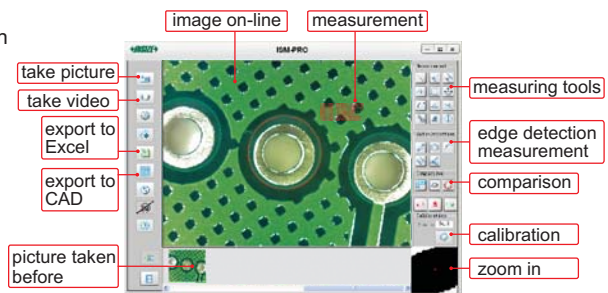 image on-line
measurement
n
INSIZE
ISM-PRO
take picture
take video
export to
Excel
export to
CAD
picture taken
before
measuring tools
edge detection
measurement
comparison
calibration
zoom in